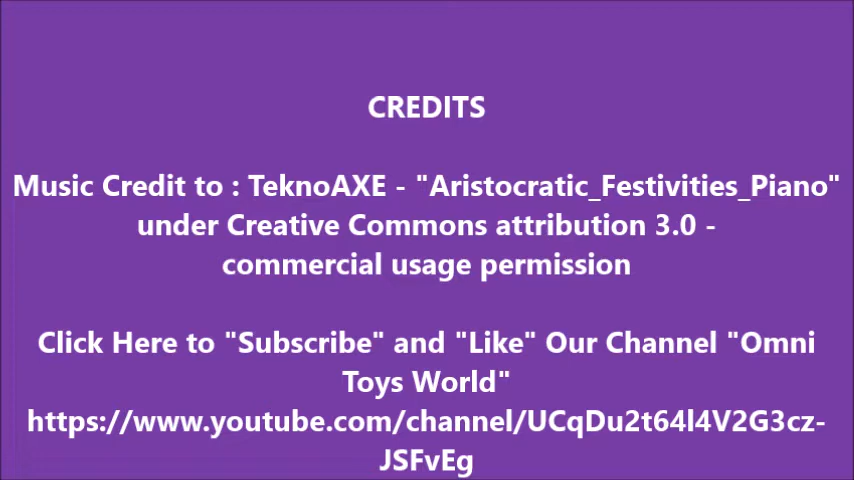 CREDITS
Music Credit to : TeknoAXE - "Aristocratic_Festivities_Piano"
under Creative Commons attribution 3.0 -
commercial usage permission
Click Here to "Subscribe" and "Like" Our Channel "Omni
Toys World"
https://www.youtube.com/channel/UCqDu2t64l4V2G3cz-
JSFvEg